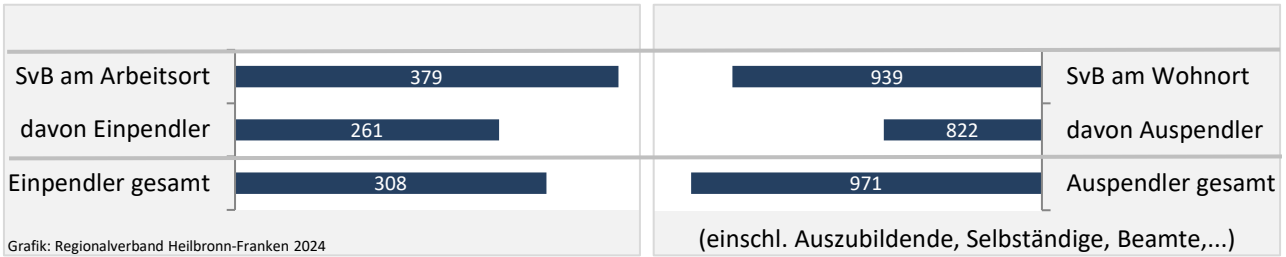 SvB am Arbeitsort 379 939 SvB am Wohnort
davon Einpendler 261 822 davon Auspendler
Einpendler gesamt 308 971 Auspendler gesamt
Grafik: Regionalverband Heilbronn-Franken 2024 (einschl. Auszubildende, Selbständige, Beamte,...)